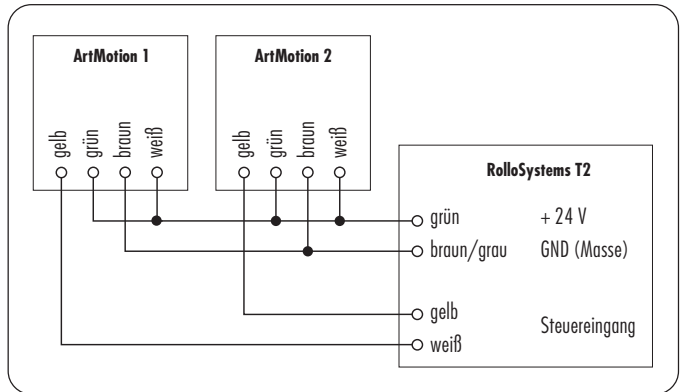 ArtMotion 1
gelb
grün
braun
weiß
ArtMotion 2
gelb
grün
braun
weiß
RolloSystems T2
grün + 24 V
braun/grau GND (Masse)
gelb
Steuereingang
weiß